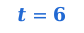 t = 6